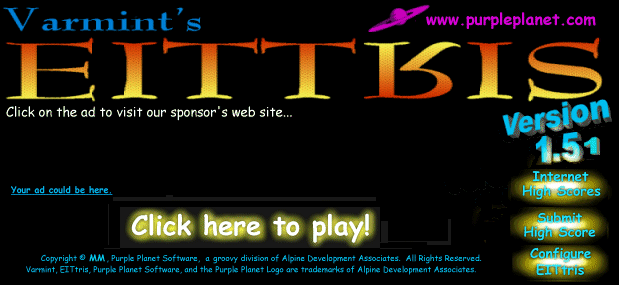 Varmint's
www.purpleplanet.com
EITTRIS
Click on the ad to visit our sponsor's web site...
Version
1.51
Your ad could be here.
Click here to play!
Internet
High Scores
Submit
High Score
Configure
EITtris
Copyright © MM, Purple Planet Software, a groovy division of Alpine Development Associates. All Rights Reserved.
Varmint, EITtris, Purple Planet Software, and the Purple Planet Logo are trademarks of Alpine Development Associates.